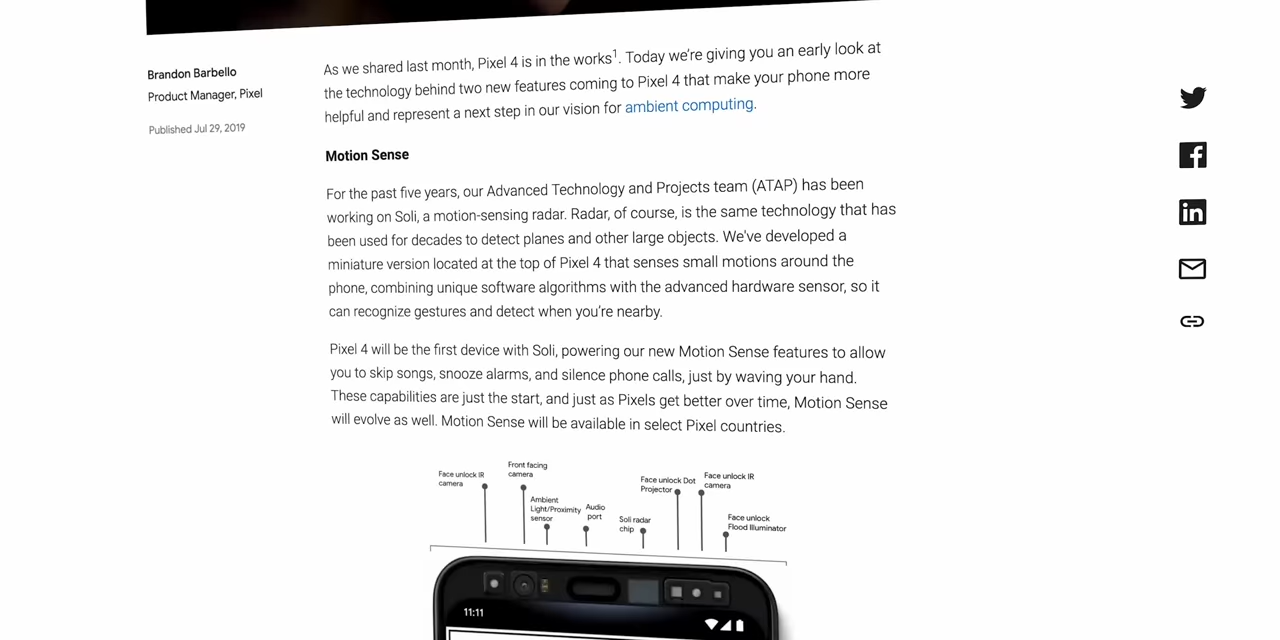 Brandon Barbello
Product Manager, Pixel
Published Jul 29, 2019
As we shared last month, Pixel 4 is in the works1. Today we're giving you an early look at
the technology behind two new features coming to Pixel 4 that make your phone more
helpful and represent a next step in our vision for ambient computing.
Motion Sense
For the past five years, our Advanced Technology and Projects team (ATAP) has been
working on Soli, a motion-sensing radar. Radar, of course, is the same technology that has
been used for decades to detect planes and other large objects. We've developed a
miniature version located at the top of Pixel 4 that senses small motions around the
phone, combining unique software algorithms with the advanced hardware sensor, so it
can recognize gestures and detect when you're nearby.
Pixel 4 will be the first device with Soli, powering our new Motion Sense features to allow
you to skip songs, snooze alarms, and silence phone calls, just by waving your hand.
These capabilities are just the start, and just as Pixels get better over time, Motion Sense
will evolve as well. Motion Sense will be available in select Pixel countries.
Face unlock IR
camera
Front facing
camera
Ambient
Light/Proximity
sensor
Audio
port
Soli radar
chip
Face unlock Dot
Projector
Face unlock IR
camera
Face unlock
Flood Illuminator
11:11